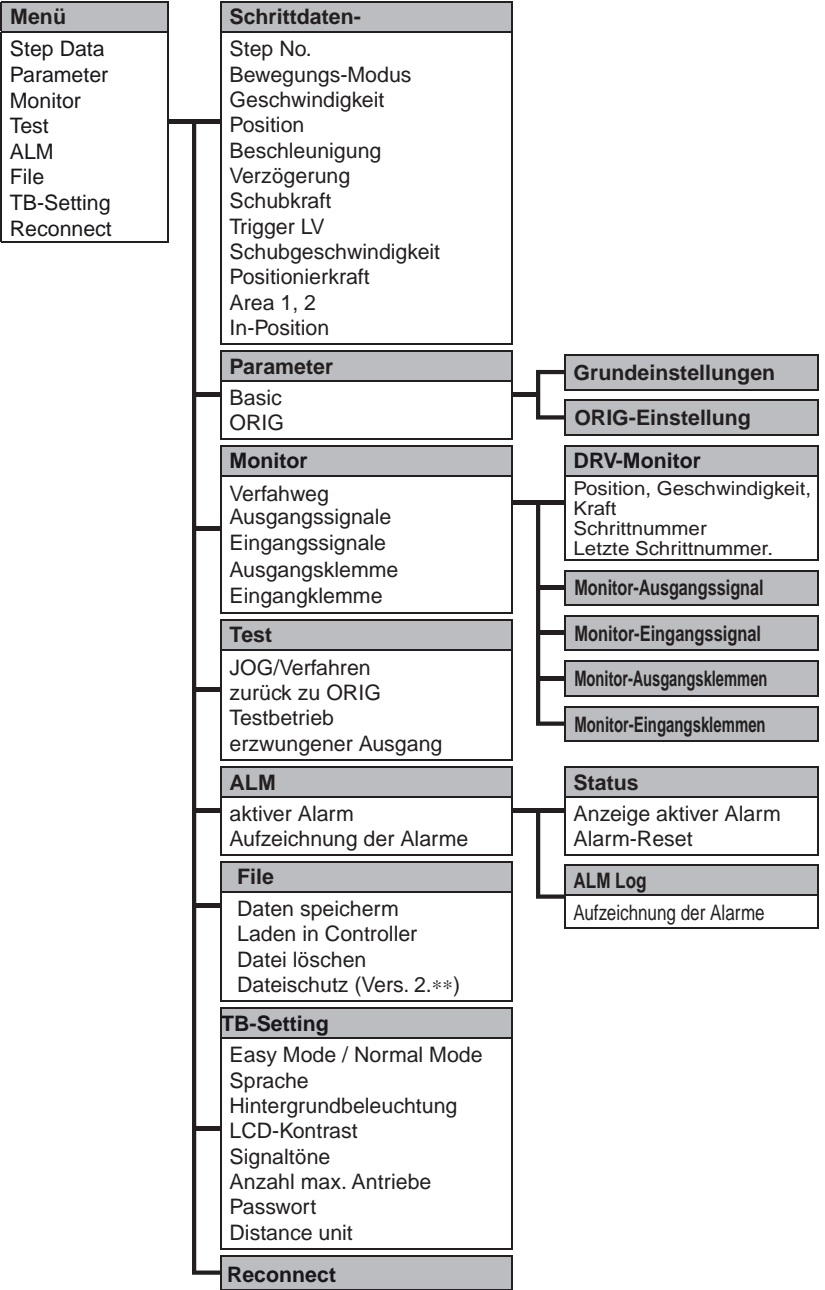 Menü
Step Data
Parameter
Monitor
Test
ALM
File
TB-Setting
Reconnect
Schrittdaten-
Step No.
Bewegungs-Modus
Geschwindigkeit
Position
Beschleunigung
Verzögerung
Schubkraft
Trigger LV
Schubgeschwindigkeit
Positionierkraft
Area 1, 2
In-Position
Parameter
Basic
ORIG
Grundeinstellungen
ORIG-Einstellung
Monitor
Verfahweg
Ausgangssignale
Eingangssignale
Ausgangsklemme
Eingangklemme
DRV-Monitor
Position, Geschwindigkeit,
Kraft
Schrittnummer
Letzte Schrittnummer.
Monitor-Ausgangssignal
Monitor-Eingangssignal
Monitor-Ausgangsklemmen
Monitor-Eingangsklemmen
Test
JOG/Verfahren
zurück zu ORIG
Testbetrieb
erzwungener Ausgang
ALM
aktiver Alarm
Aufzeichnung der Alarme
Status
Anzeige aktiver Alarm
Alarm-Reset
ALM Log
Aufzeichnung der Alarme
File
Daten speicherm
Laden in Controller
Datei löschen
Dateischutz (Vers. 2.**)
TB-Setting
Easy Mode / Normal Mode
Sprache
Hintergrundbeleuchtung
LCD-Kontrast
Signaltöne
Anzahl max. Antriebe
Passwort
Distance unit
Reconnect